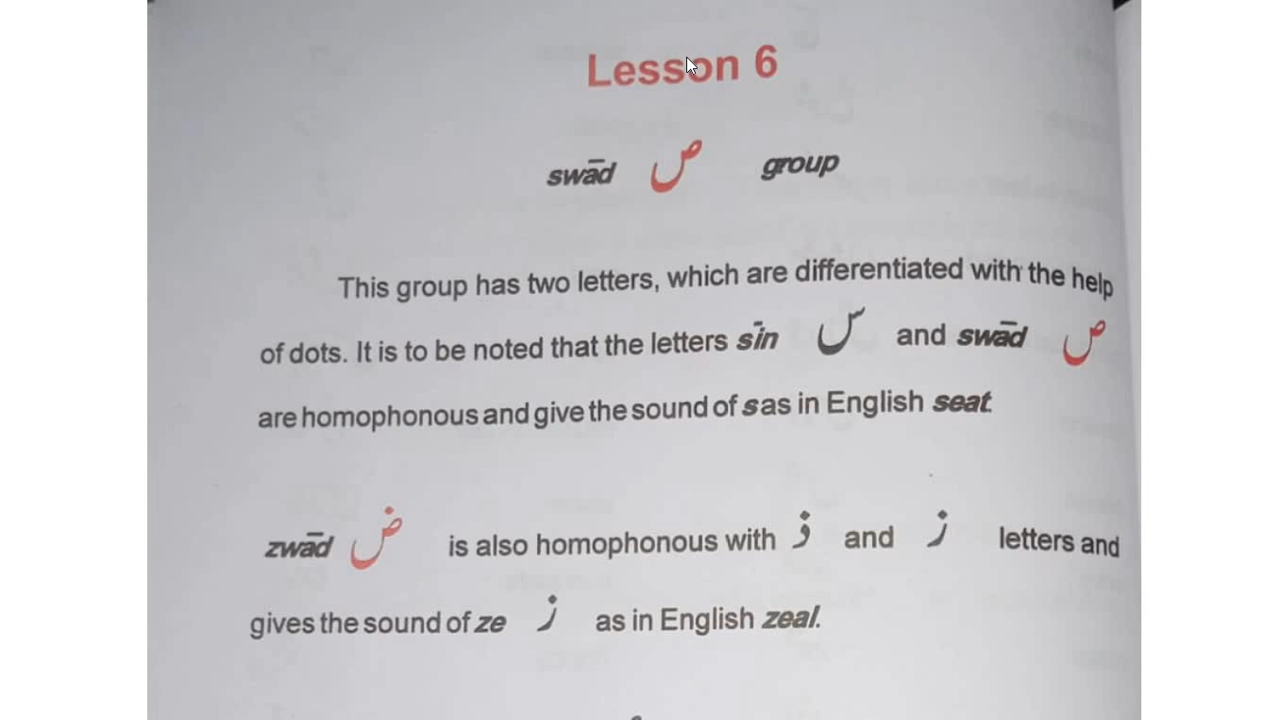 Lesson 6
swād ص group
This group has two letters, which are differentiated with the help
of dots. It is to be noted that the letters sīn س and swād ص
are homophonous and give the sound of s as in English seat.
zwād ض is also homophonous with ذ and ز letters and
gives the sound of ze ز as in English zeal.